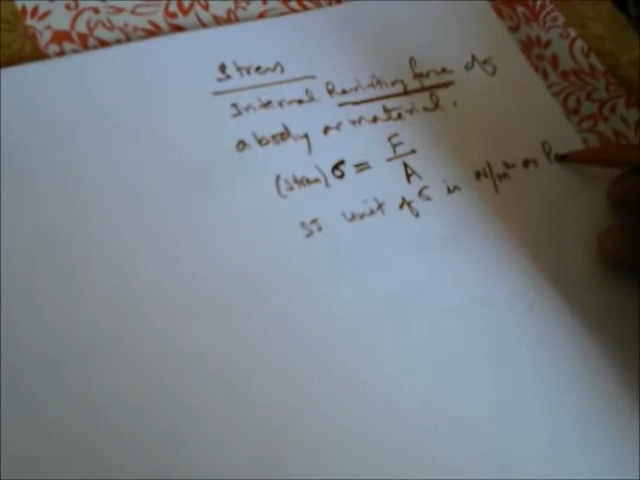 Stress
Internal Resisting force of
a body or material.
(Stress) σ = F/A
SI unit of σ is N/m² or Pa